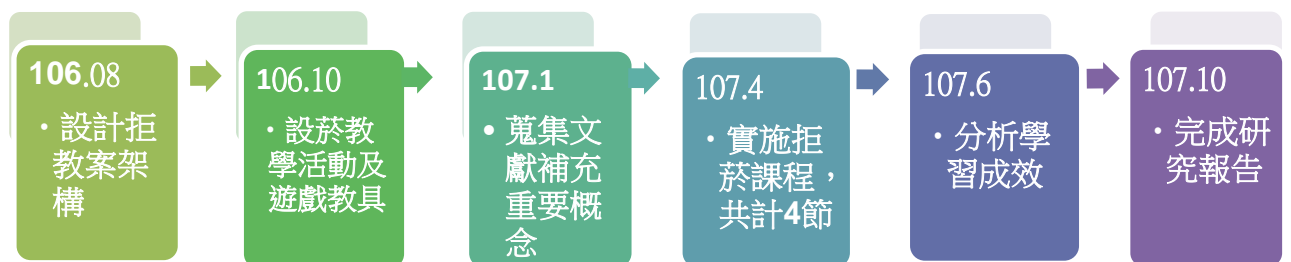 106.08
・設計拒
教案架
構
106.10
・設菸教
學活動及
遊戲教具
107.1
• 蒐集文
獻補充
重要概
念
107.4
・實施拒
菸課程，
共計4節
107.6
・分析學
習成效
107.10
・完成研
究報告